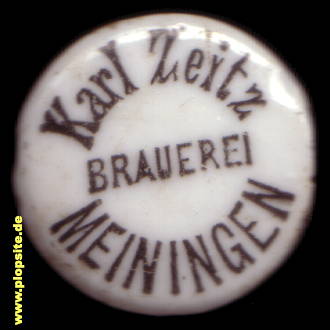 Karl Zeitz
BRAUEREI
MEININGEN
www.plopsite.de